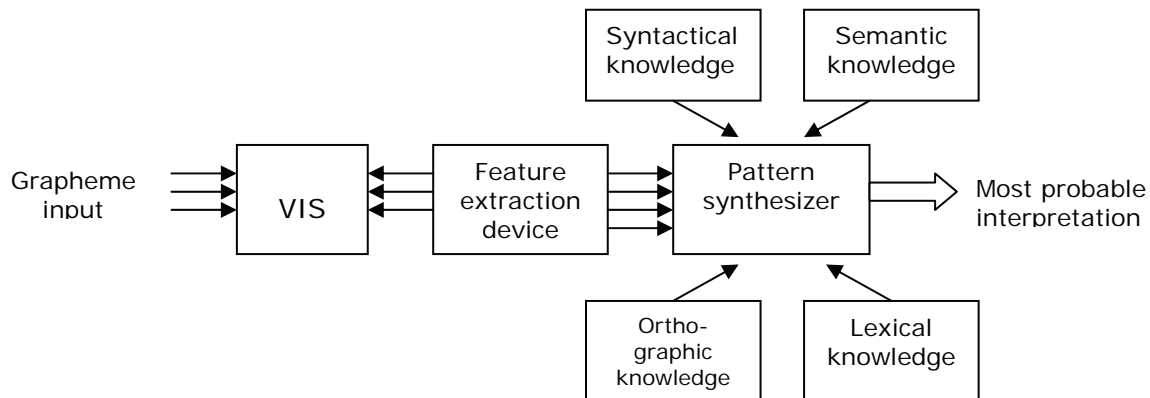 Syntactical
knowledge
Semantic
knowledge
Grapheme
input
VIS
Feature
extraction
device
Pattern
synthesizer
Most probable
interpretation
Ortho-
graphic
knowledge
Lexical
knowledge